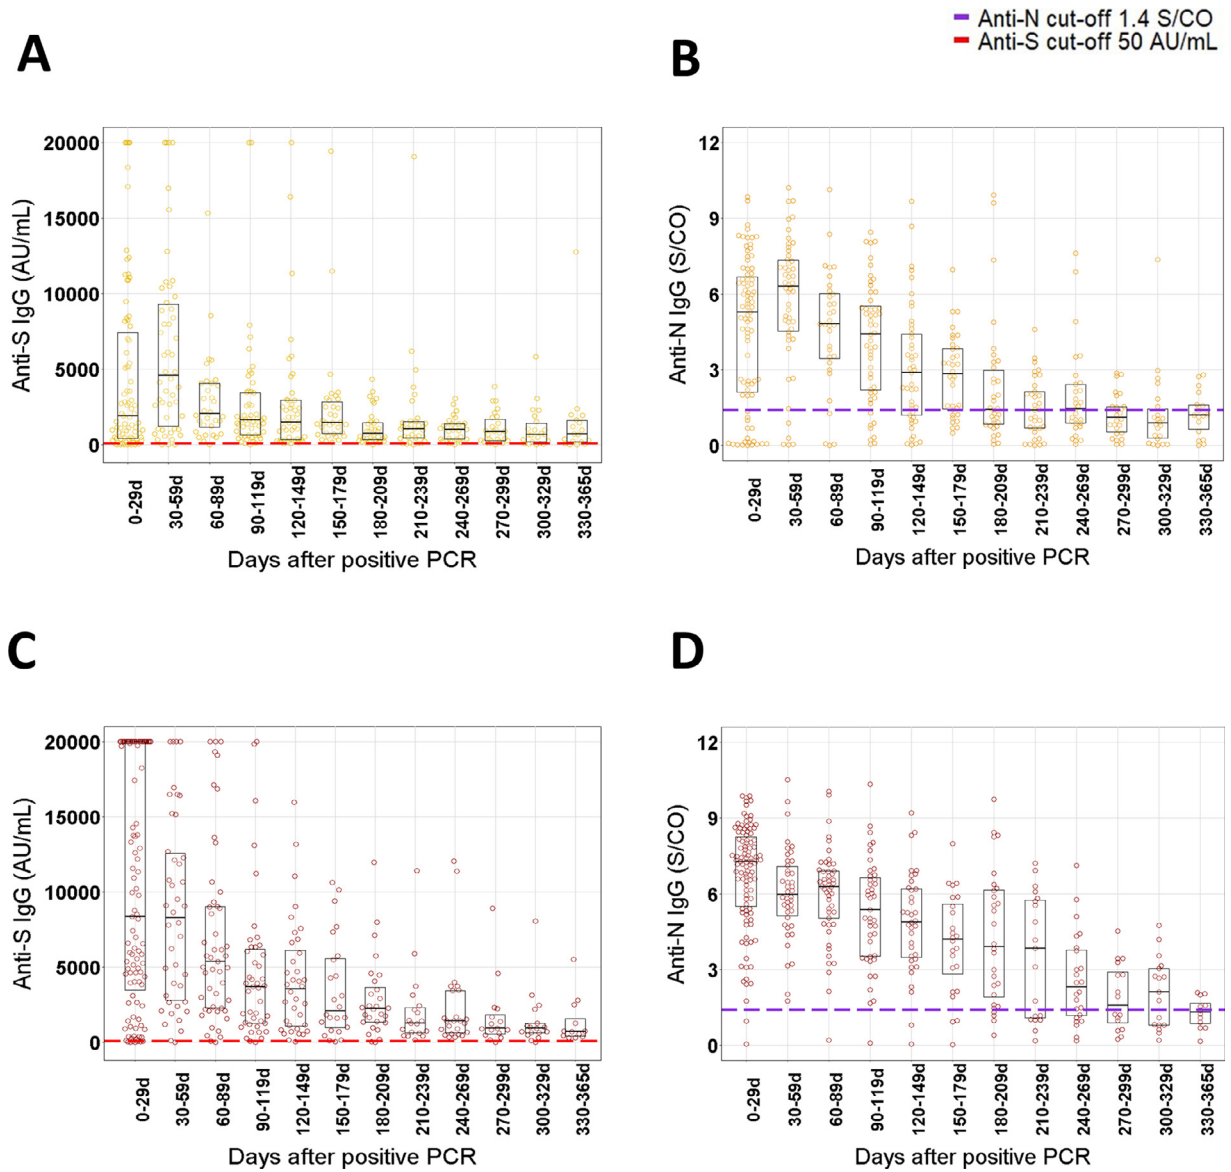 Anti-N cut-off 1.4 S/CO
Anti-S cut-off 50 AU/mL
A
Anti-S IgG (AU/mL)
20000
15000
10000
5000
0
0-29d
30-59d
60-89d
90-119d
120-149d
150-179d
180-209d
210-239d
240-269d
270-299d
300-329d
330-365d
Days after positive PCR
B
Anti-N IgG (S/CO)
12
9
6
3
0
0-29d
30-59d
60-89d
90-119d
120-149d
150-179d
180-209d
210-239d
240-269d
270-299d
300-329d
330-365d
Days after positive PCR
C
Anti-S IgG (AU/mL)
20000
15000
10000
5000
0
0-29d
30-59d
60-89d
90-119d
120-149d
150-179d
180-209d
210-239d
240-269d
270-299d
300-329d
330-365d
Days after positive PCR
D
Anti-N IgG (S/CO)
12
9
6
3
0
0-29d
30-59d
60-89d
90-119d
120-149d
150-179d
180-209d
210-239d
240-269d
270-299d
300-329d
330-365d
Days after positive PCR